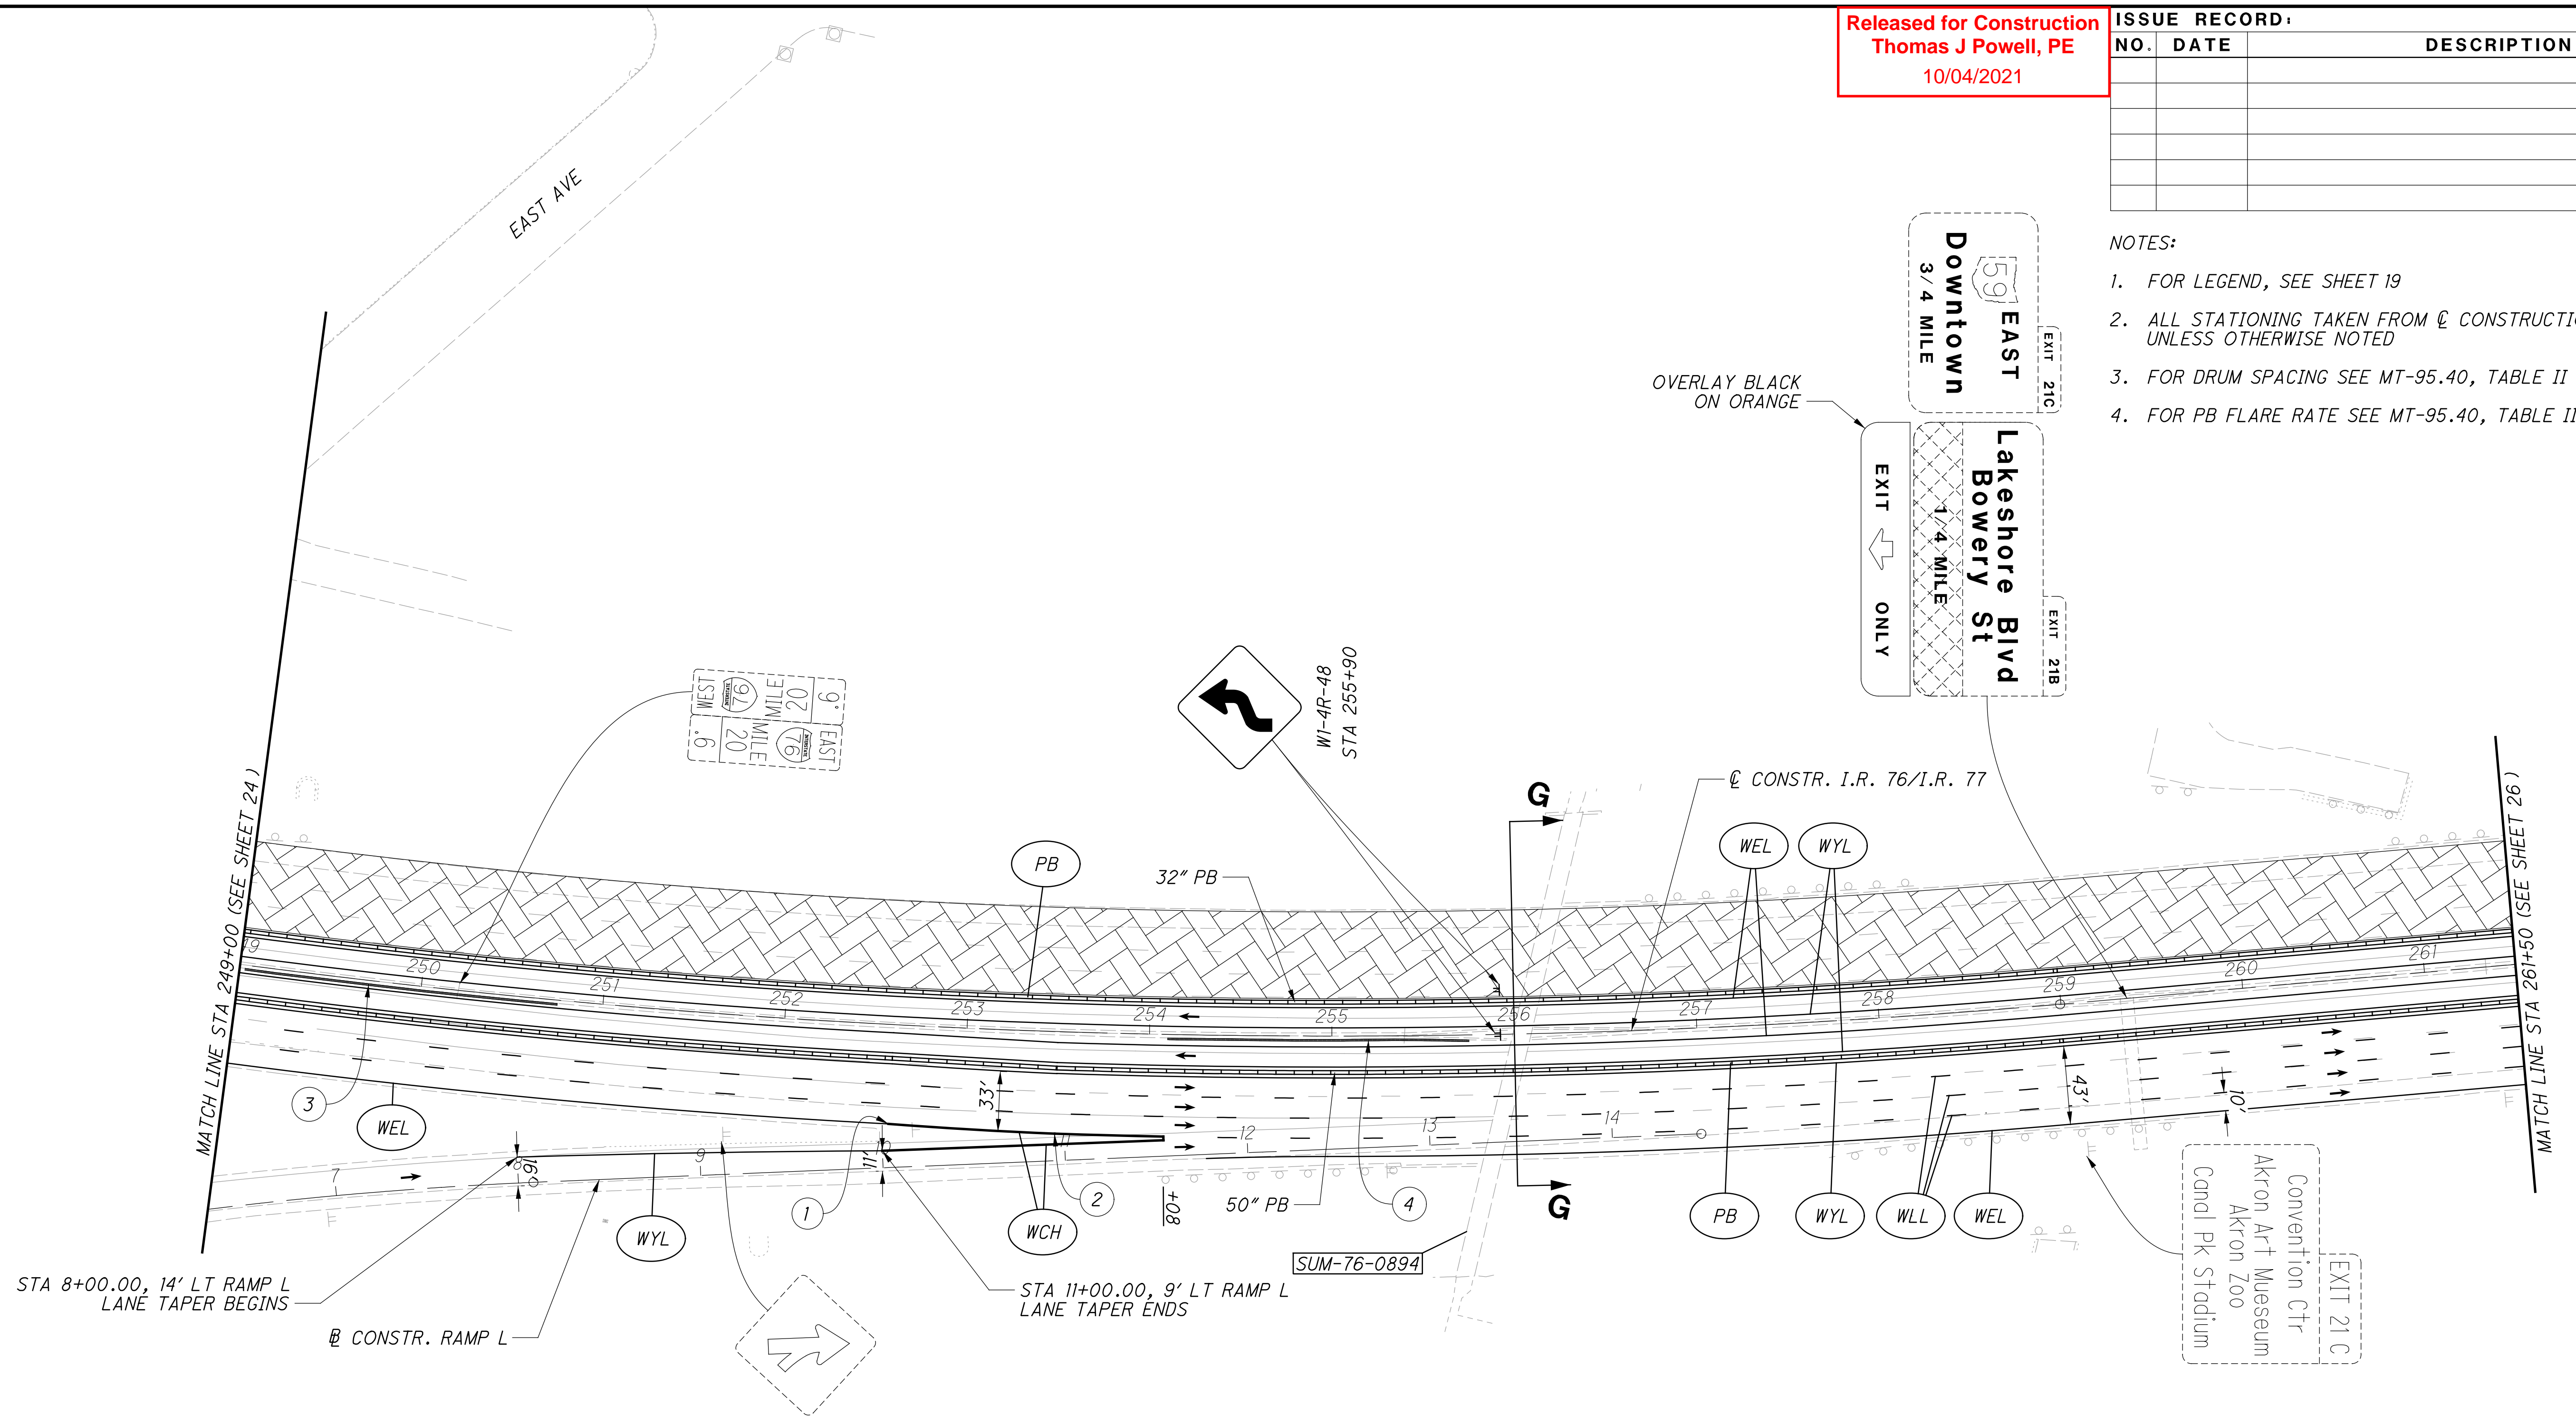 Released for Construction
Thomas J Powell, PE
10/04/2021
ISSUE RECORD:
NO. DATE DESCRIPTION
NOTES:
1. FOR LEGEND, SEE SHEET 19
2. ALL STATIONING TAKEN FROM ℄
UNLESS OTHERWISE NOTED
3. FOR DRUM SPACING SEE MT-95.40, TABLE II
4. FOR PB FLARE RATE SEE MT-95.40, TABLE
EAST AVE
EXIT 21C
59 EAST
Downtown
3/4 MILE
OVERLAY BLACK
ON ORANGE
EXIT 21B
Lakeshore Blvd
Bowery St
1/4 MILE
EXIT ONLY
W1-4R-48
STA 255+90
WEST
MILE
20
6
EAST
76
MILE
20
6
℄ CONSTR. I.R. 76/I.R. 77
G
MATCH LINE STA 249+00 (SEE SHEET 24)
MATCH LINE STA 261+50 (SEE SHEET 26)
PB
32" PB
WEL
WYL
250
251
252
253
254
255
256
257
258
259
260
261
33'
43'
10'
3
WEL
7
8
16'
9
10
11'
11
12
13
14
WYL
1
WCH
2
+08
50" PB
4
G
PB
WYL
WLL
WEL
SUM-76-0894
STA 8+00.00, 14' LT RAMP L
LANE TAPER BEGINS
STA 11+00.00, 9' LT RAMP L
LANE TAPER ENDS
CONSTR. RAMP L
EXIT 21 C
Convention Ctr
Akron Art Mueseum
Akron Zoo
Canal Pk Stadium